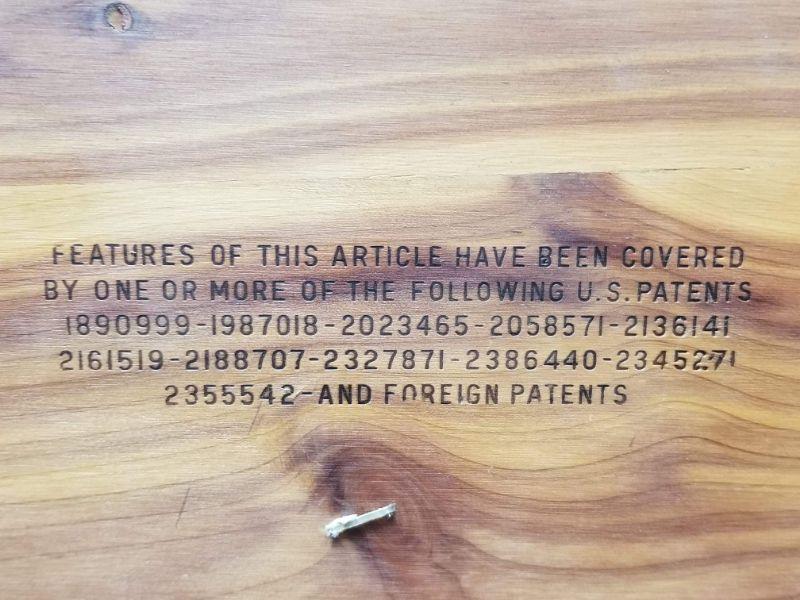 FEATURES OF THIS ARTICLE HAVE BEEN COVERED
BY ONE OR MORE OF THE FOLLOWING U.S. PATENTS
1890999-1987018-2023465-2058571-2136141
2161519-2188707-2327871-2386440-2345271
2355542-AND FOREIGN PATENTS